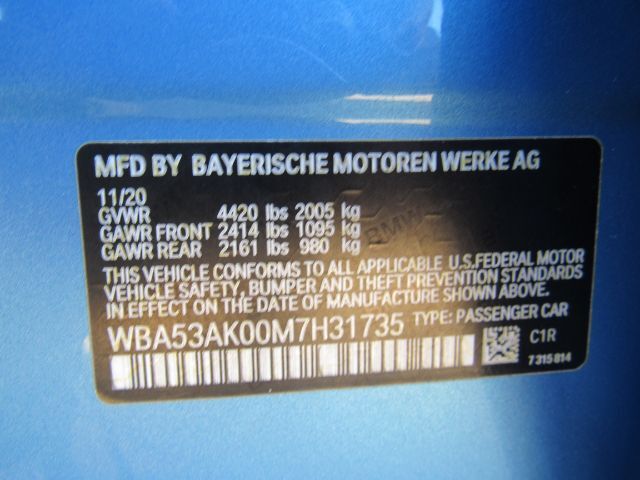 MFD BY BAYERISCHE MOTOREN WERKE AG
11/20
GVWR 4420 lbs 2005 kg
GAWR FRONT 2414 lbs 1095 kg
GAWR REAR 2161 lbs 980 kg
THIS VEHICLE CONFORMS TO ALL APPLICABLE U.S.FEDERAL MOTOR
VEHICLE SAFETY, BUMPER AND THEFT PREVENTION STANDARDS
IN EFFECT ON THE DATE OF MANUFACTURE SHOWN ABOVE.
WBA53AK00M7H31735 TYPE: PASSENGER CAR
C1R
7315814